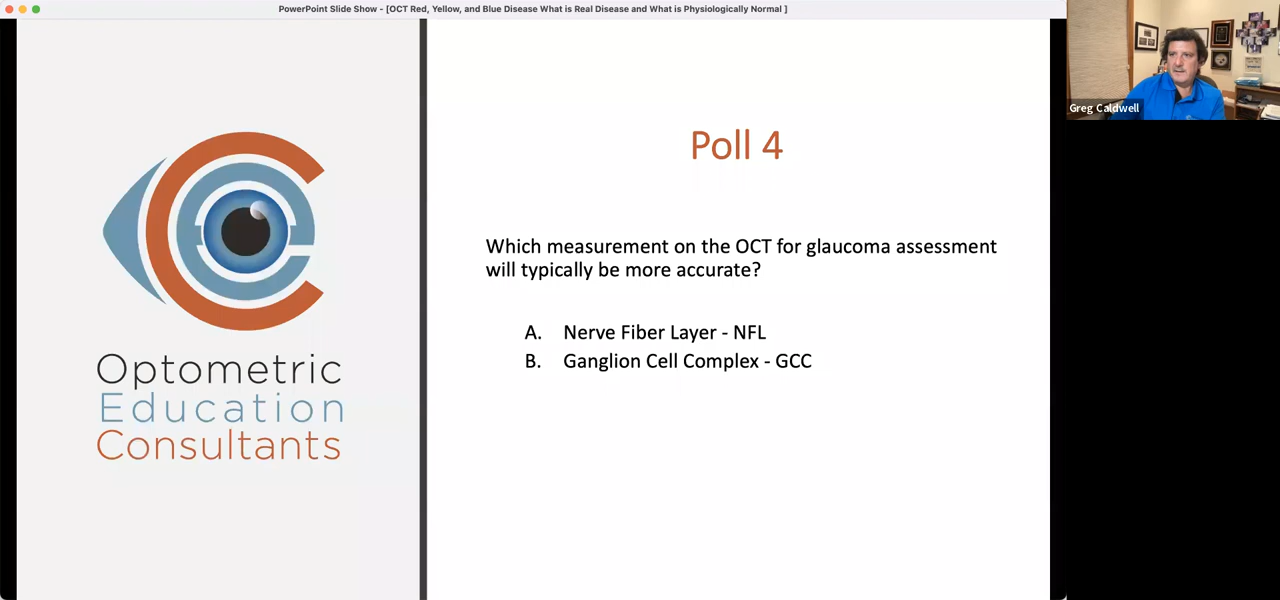 PowerPoint Slide Show - [OCT Red, Yellow, and Blue Disease What is Real Disease and What is Physiologically Normal ]
Greg Caldwell
Poll 4
Which measurement on the OCT for glaucoma assessment
will typically be more accurate?
A. Nerve Fiber Layer - NFL
B. Ganglion Cell Complex - GCC
Optometric
Education
Consultants